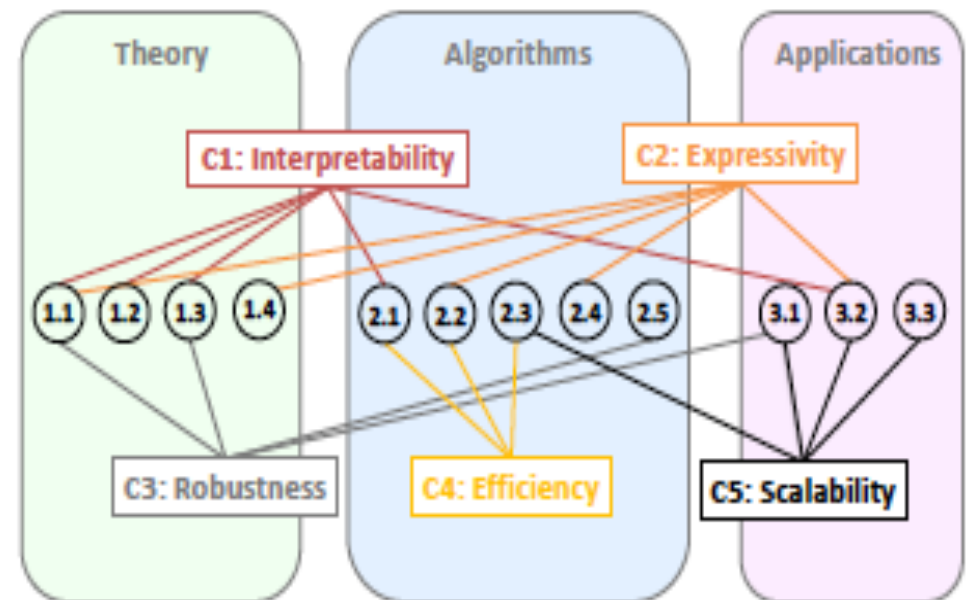 Theory
Algorithms
Applications
C1: Interpretability
C2: Expressivity
1.1
1.2
1.3
1.4
2.1
2.2
2.3
2.4
2.5
3.1
3.2
3.3
C3: Robustness
C4: Efficiency
C5: Scalability